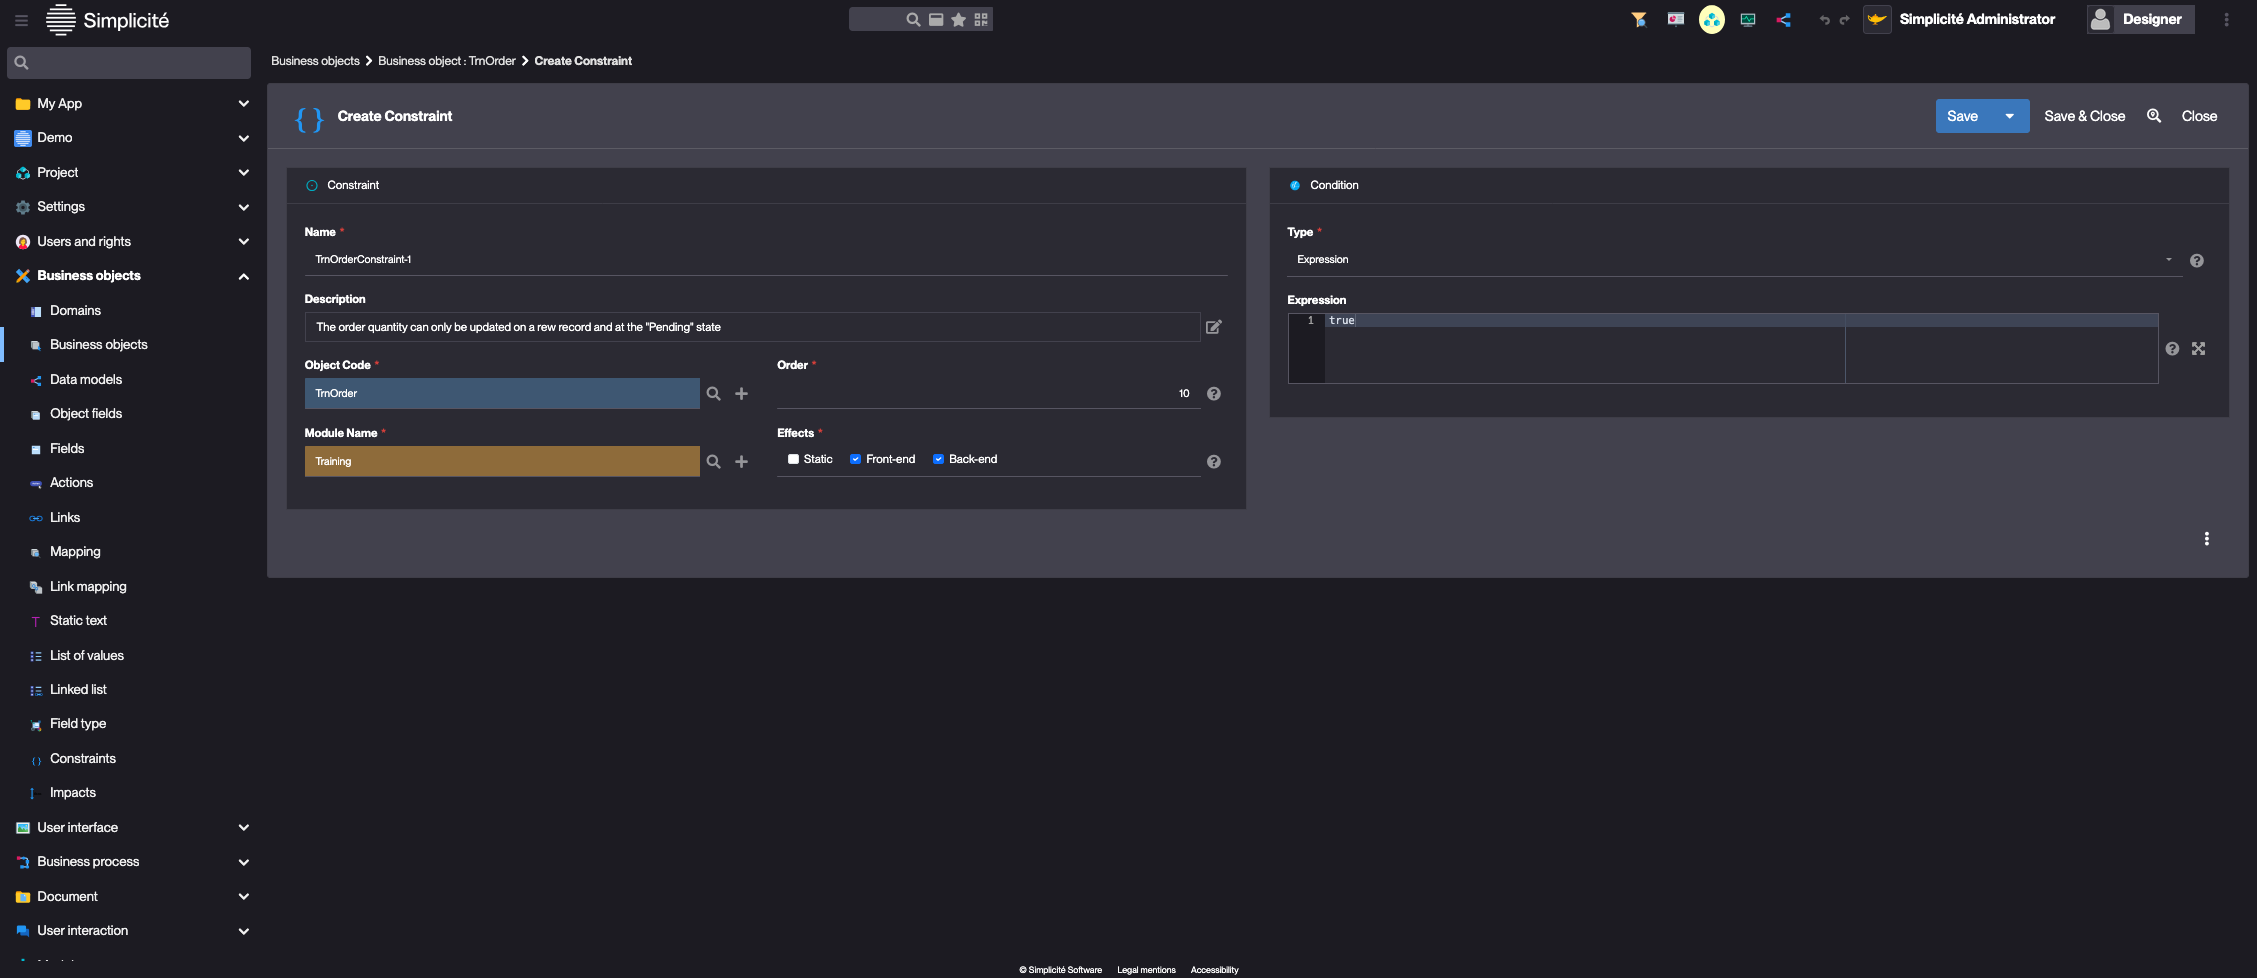 Simplicité
Simplicité Administrator
Designer
Business objects > Business object : TrnOrder > Create Constraint
My App
Demo
Project
Settings
Users and rights
Business objects
Domains
Business objects
Data models
Object fields
Fields
Actions
Links
Mapping
Link mapping
Static text
List of values
Linked list
Field type
Constraints
Impacts
User interface
Business process
Document
User interaction
{ } Create Constraint
Save
Save & Close
Close
Constraint
Name *
TrnOrderConstraint-1
Description
The order quantity can only be updated on a rew record and at the "Pending" state
Object Code *
TrnOrder
Order *
10
Module Name *
Training
Effects *
Static Front-end Back-end
Condition
Type *
Expression
Expression
1 true
© Simplicité Software Legal mentions Accessibility